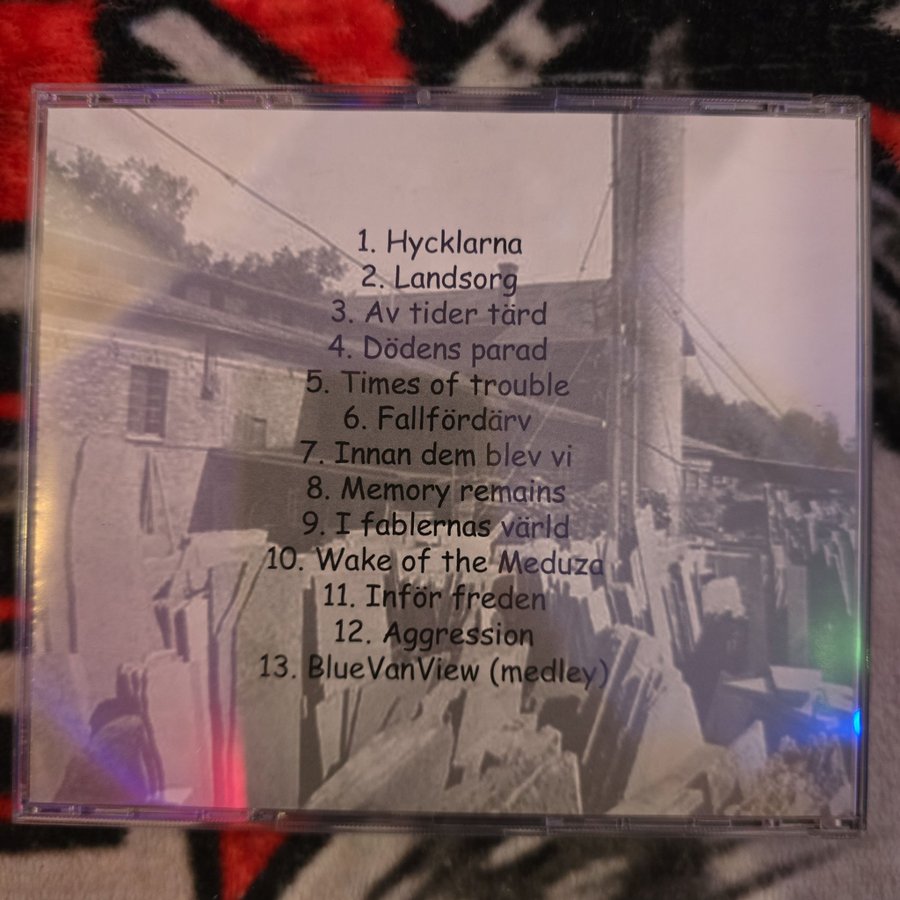 1. Hycklarna
2. Landsorg
3. Av tider tärd
4. Dödens parad
5. Times of trouble
6. Fallfördärv
7. Innan dem blev vi
8. Memory remains
9. I fablernas värld
10. Wake of the Meduza
11. Inför freden
12. Aggression
13. BlueVanView (medley)